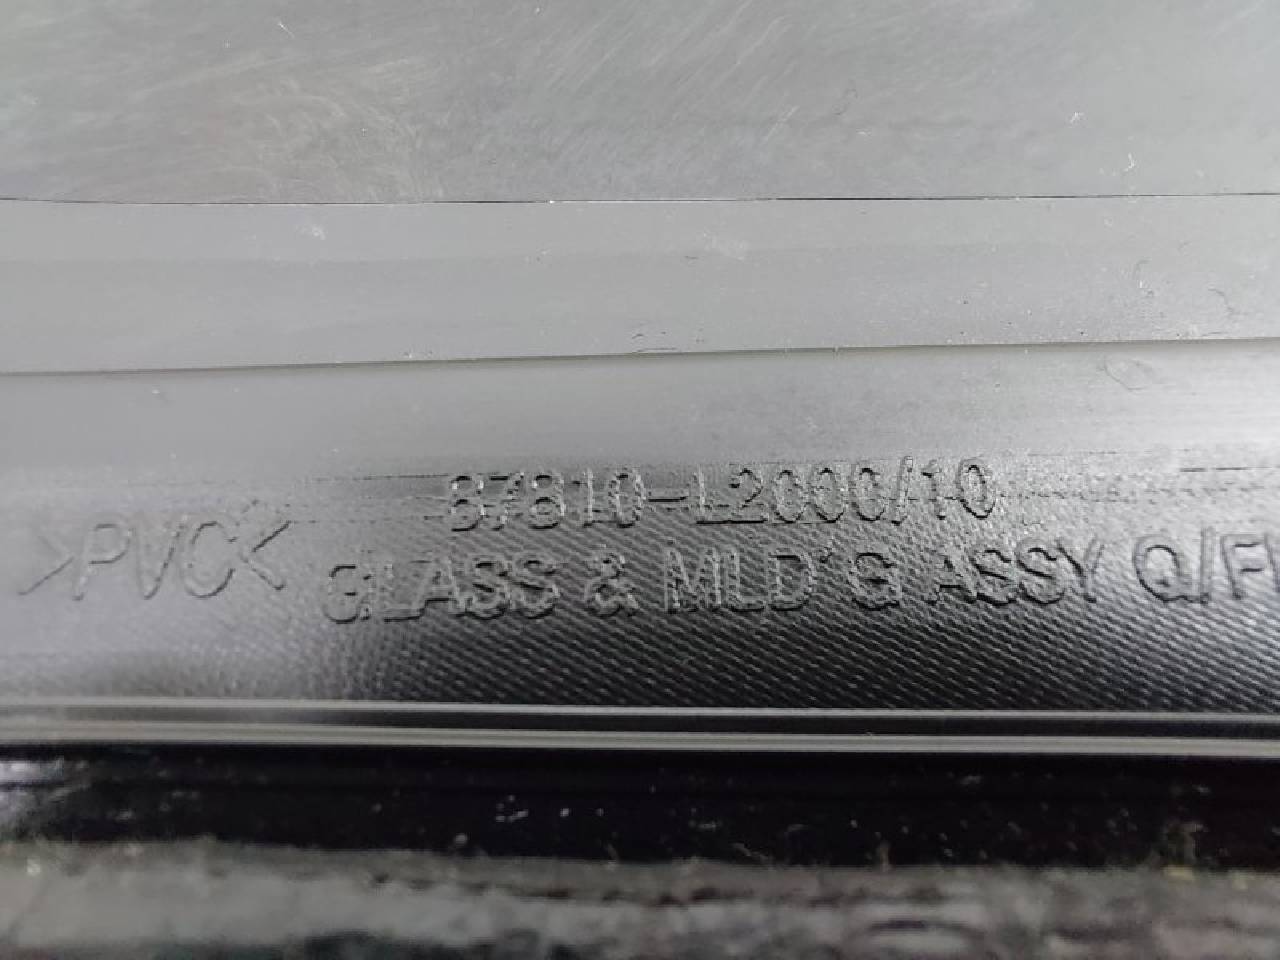 87810-L2000/10
>PVC<
GLASS & MLD'G ASSY Q/F